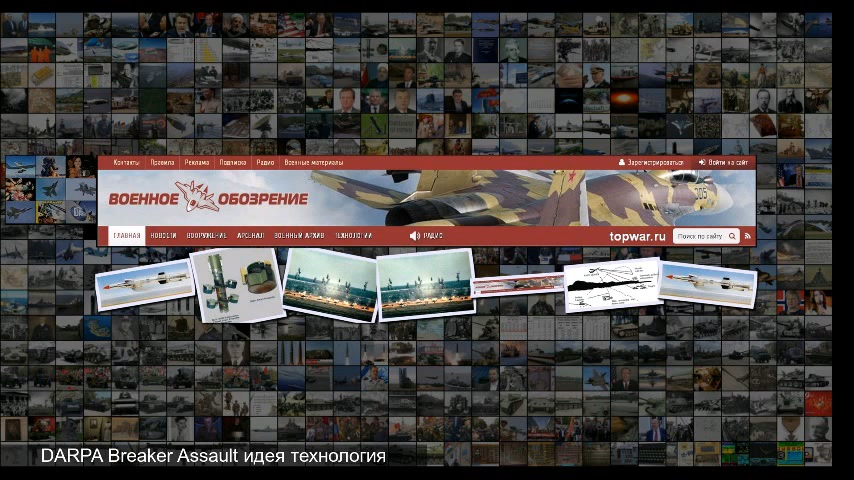 Контакты Правила Реклама Подписка Радио Военные материалы Зарегистрироваться Войти на сайт
ВОЕННОЕ ОБОЗРЕНИЕ
ГЛАВНАЯ НОВОСТИ ВООРУЖЕНИЕ АРСЕНАЛ ВОЕННЫЙ АРХИВ ТЕХНОЛОГИИ РАДИО topwar.ru Поиск по сайту
DARPA Breaker Assault идея технология